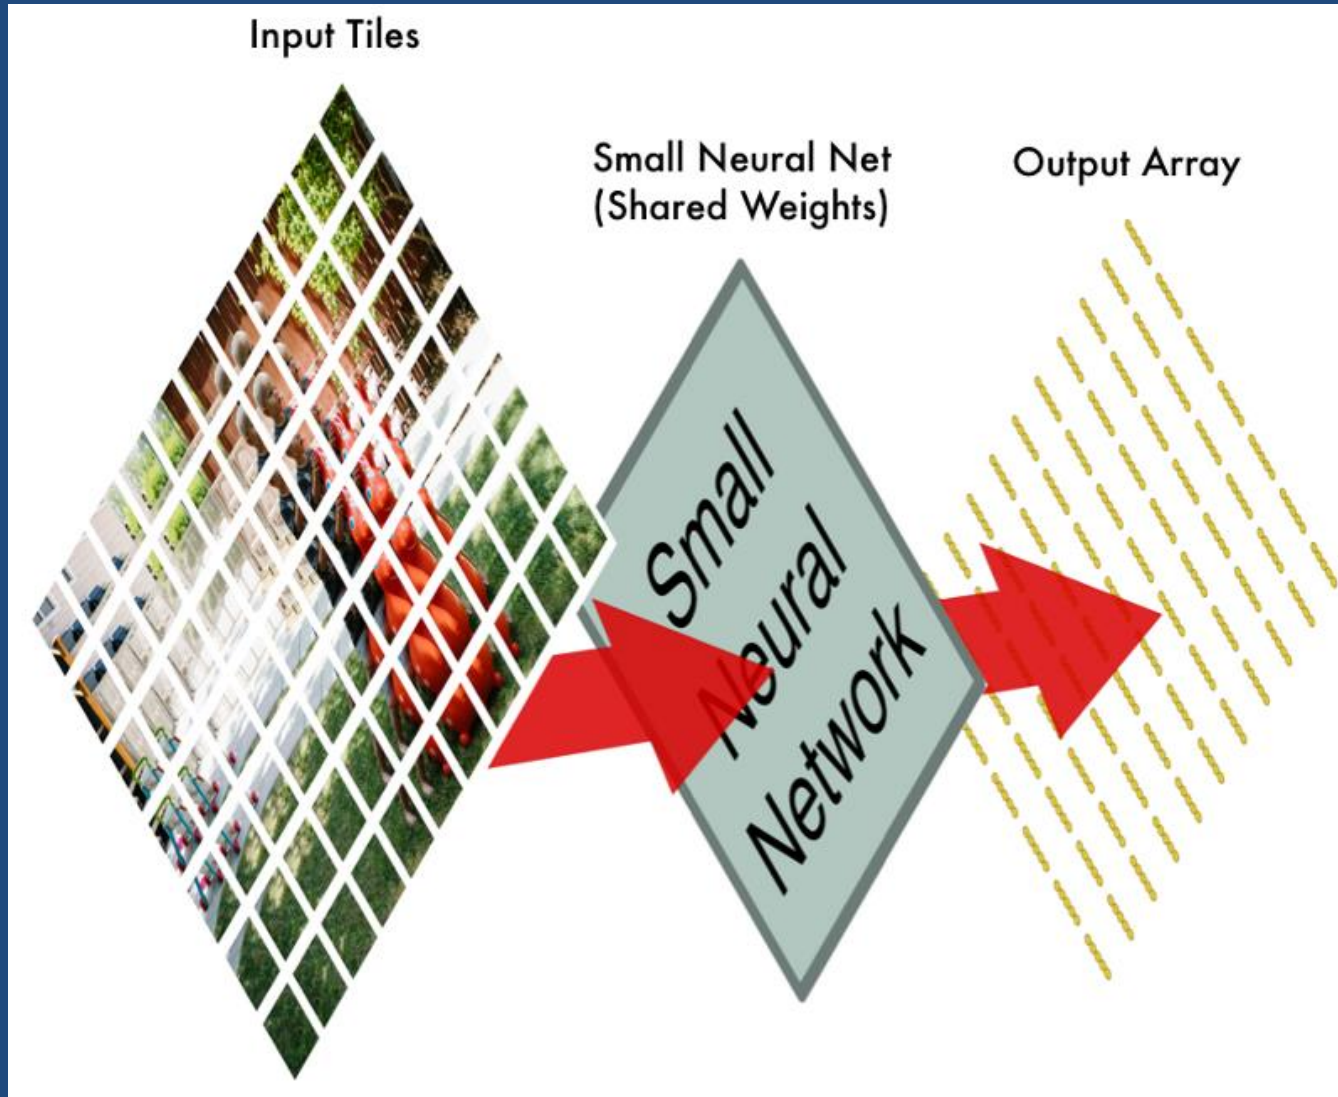 Input Tiles
Small Neural Net
(Shared Weights)
Output Array
Small
Neural
Network